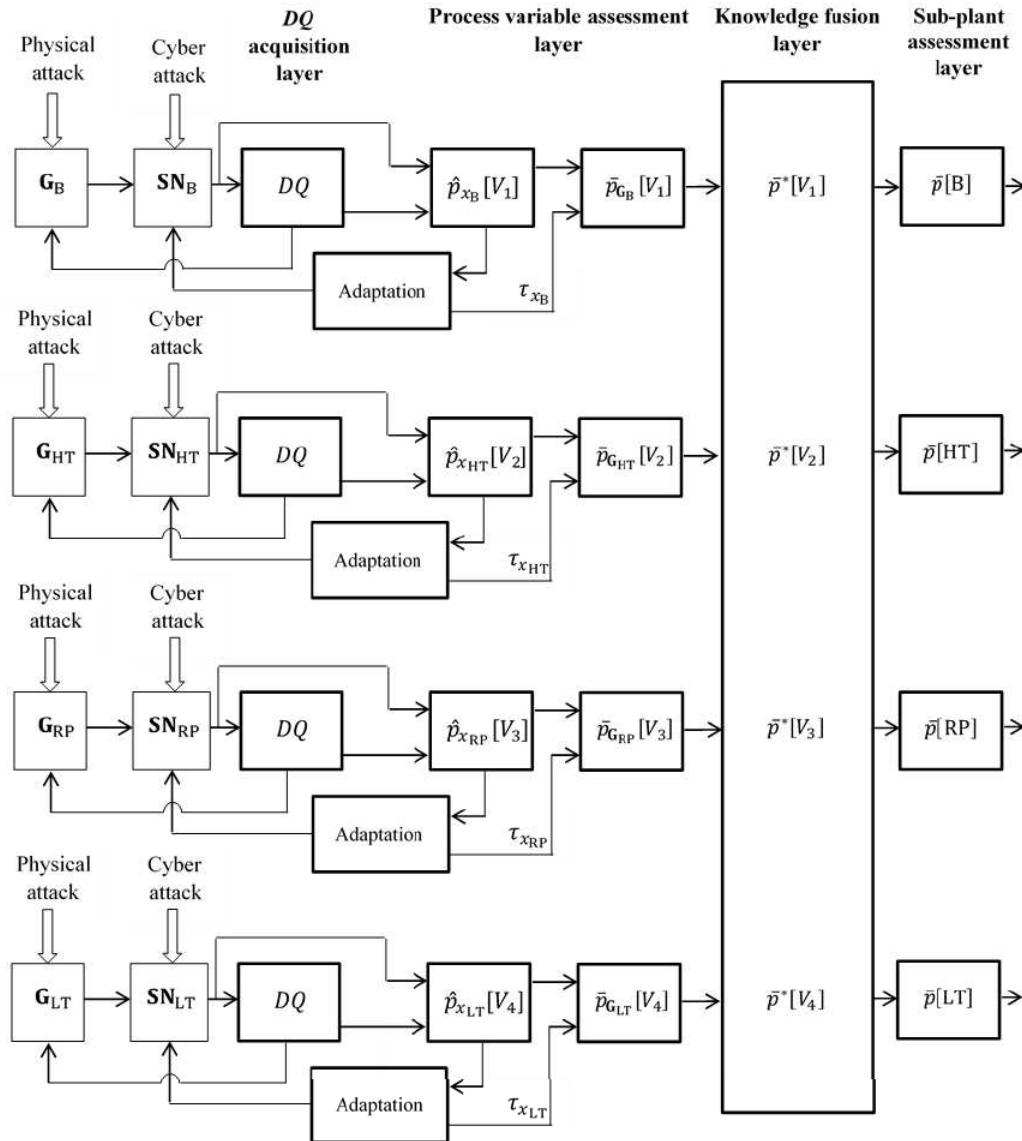 DQ
acquisition
layer
Process variable assessment
layer
Knowledge fusion
layer
Sub-plant
assessment
layer
Physical
attack
Cyber
attack
G_B
SN_B
DQ
p̂_{x_B}[V_1]
p̄_{G_B}[V_1]
p̄*[V_1]
p̄[B]
Adaptation
τ_{x_B}
Physical
attack
Cyber
attack
G_HT
SN_HT
DQ
p̂_{x_HT}[V_2]
p̄_{G_HT}[V_2]
p̄*[V_2]
p̄[HT]
Adaptation
τ_{x_HT}
Physical
attack
Cyber
attack
G_RP
SN_RP
DQ
p̂_{x_RP}[V_3]
p̄_{G_RP}[V_3]
p̄*[V_3]
p̄[RP]
Adaptation
τ_{x_RP}
Physical
attack
Cyber
attack
G_LT
SN_LT
DQ
p̂_{x_LT}[V_4]
p̄_{G_LT}[V_4]
p̄*[V_4]
p̄[LT]
Adaptation
τ_{x_LT}